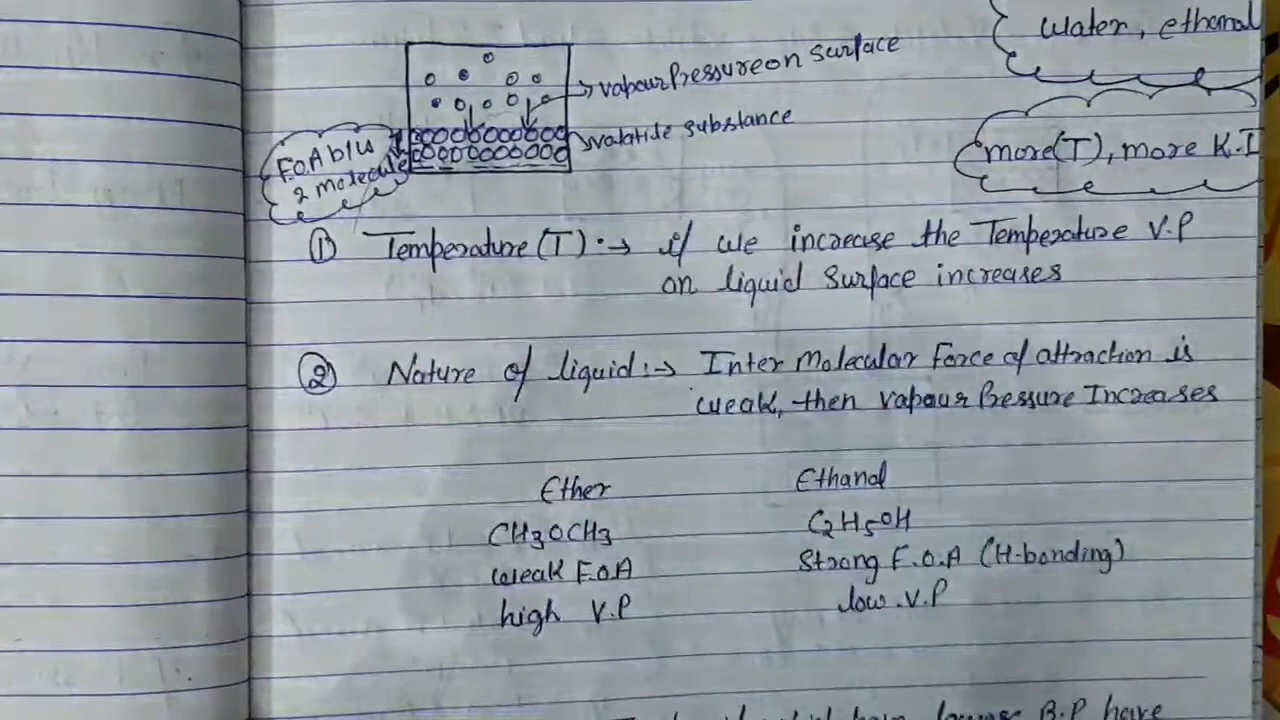 water, ethanol
vapour Pressure on surface
volatile substance
F.O.A b/w
2 molecule
more(T), more K.I
① Temperature (T) :→ if we increase the Temperature V.P
on liquid surface increases
② Nature of liquid :→ Inter Molecular Force of attraction is
weak, then vapour Pressure Increases
Ether
Ethanol
CH3OCH3
C2H5OH
weak F.O.A
Strong F.O.A (H-bonding)
high V.P
low .V.P
lower B.P have